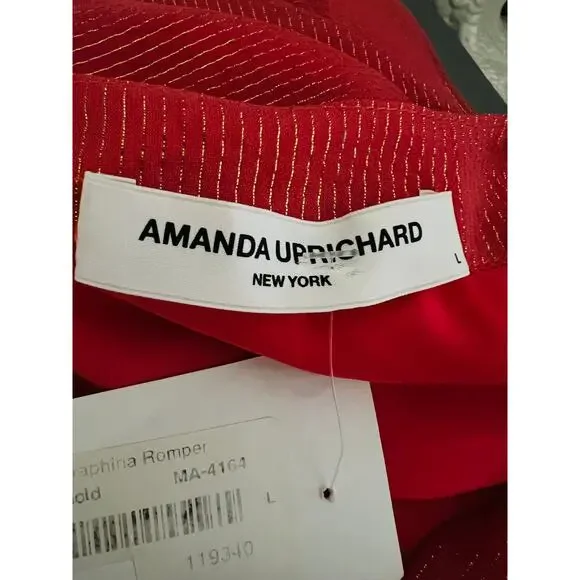 AMANDA UPRICHARD
NEW YORK
L
aphina Romper
old MA-4164
L
119340